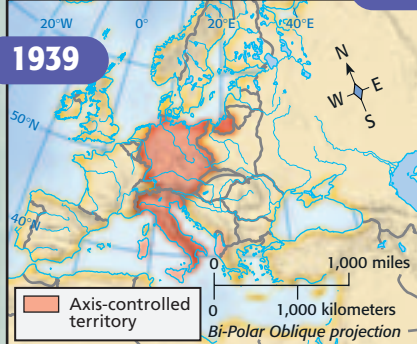 20°W 0° 20°E 40°E
1939
N
W E
S
50°N
40°N
0 1,000 miles
0 1,000 kilometers
Axis-controlled
territory
Bi-Polar Oblique projection